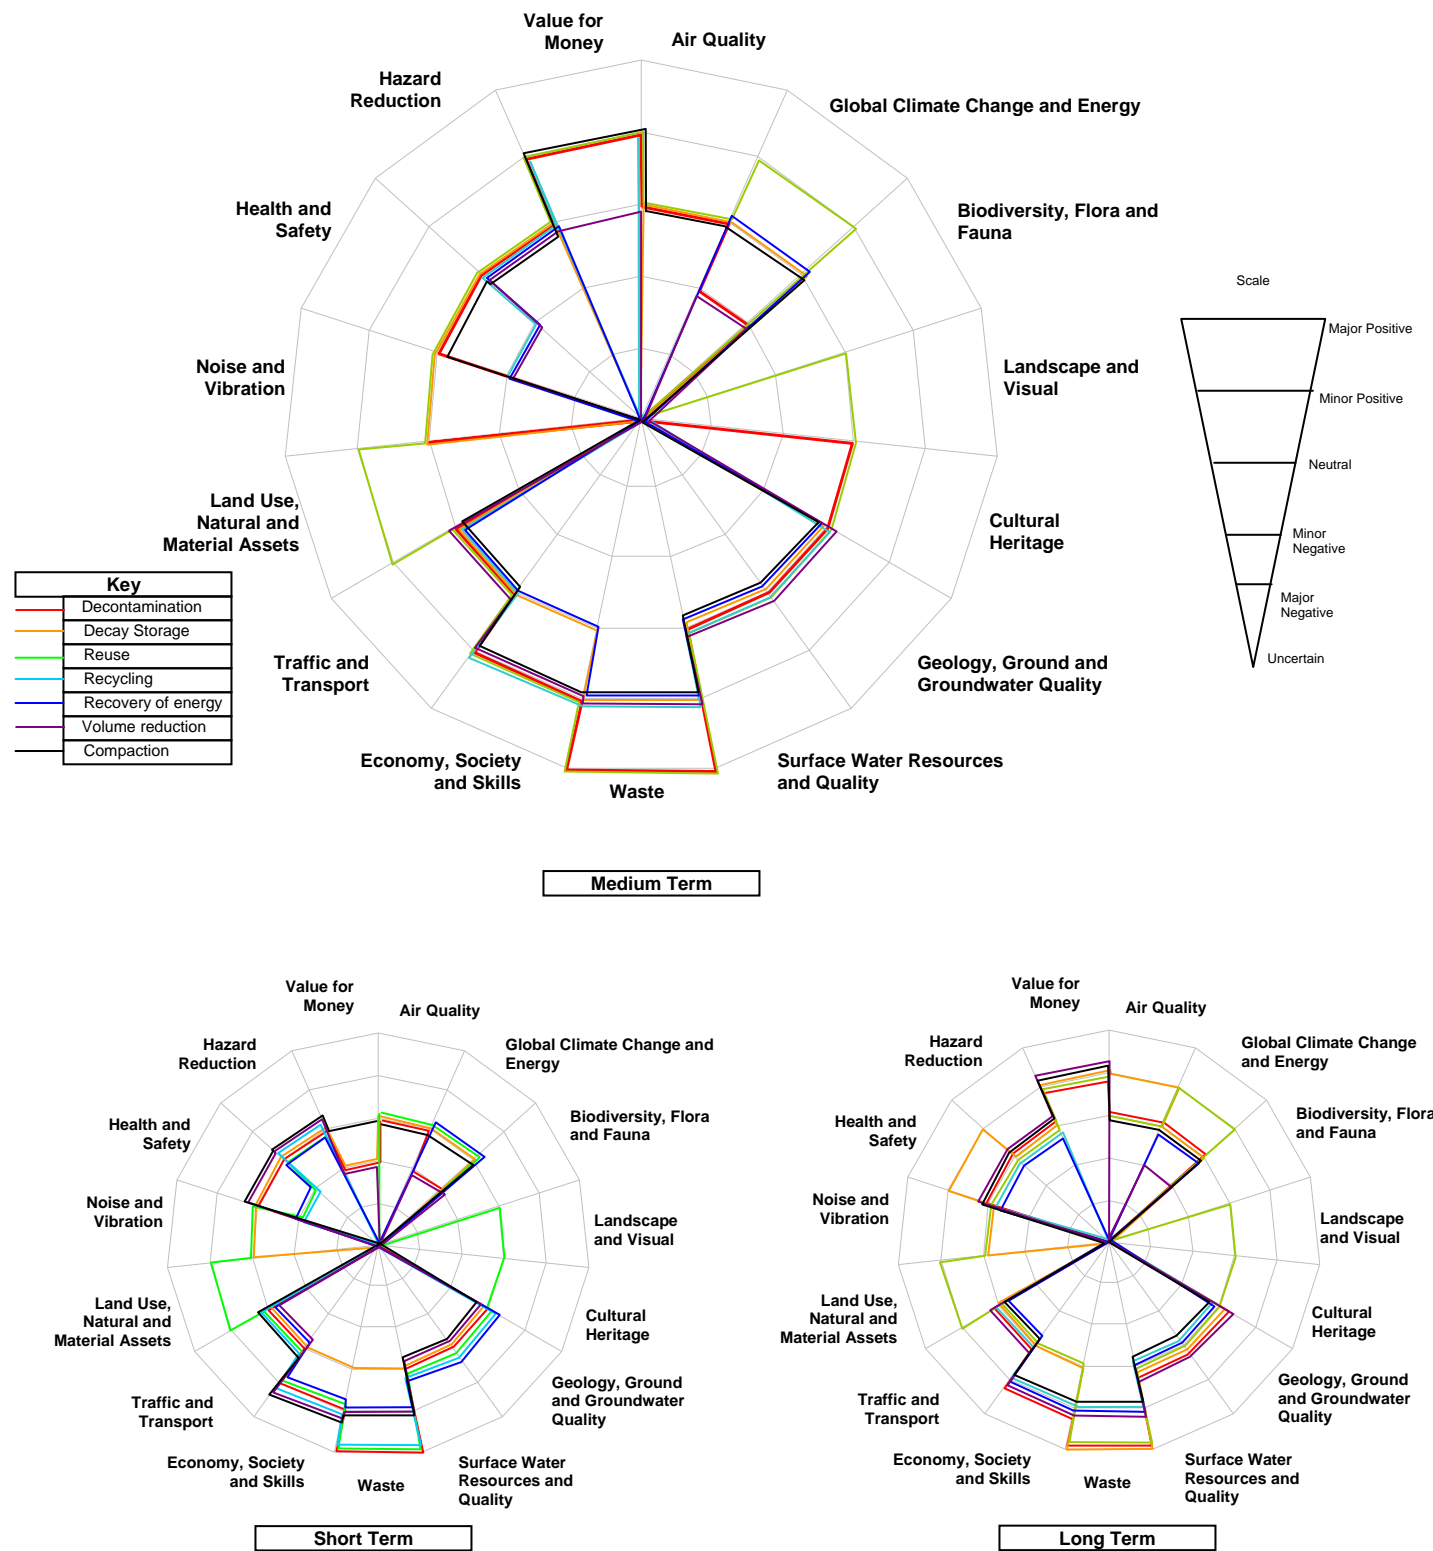 Value for
Money
Air Quality
Hazard
Reduction
Global Climate Change and Energy
Health and
Safety
Biodiversity, Flora and
Fauna
Noise and
Vibration
Landscape and
Visual
Land Use,
Natural and
Material Assets
Cultural
Heritage
Traffic and
Transport
Geology, Ground and
Groundwater Quality
Economy, Society
and Skills
Waste
Surface Water Resources
and Quality
Scale
Major Positive
Minor Positive
Neutral
Minor
Negative
Major
Negative
Uncertain
Key
Decontamination
Decay Storage
Reuse
Recycling
Recovery of energy
Volume reduction
Compaction
Medium Term
Value for
Money
Air Quality
Hazard
Reduction
Global Climate Change and
Energy
Health and
Safety
Biodiversity, Flora
and Fauna
Noise and
Vibration
Landscape
and Visual
Land Use,
Natural and
Material Assets
Cultural
Heritage
Traffic and
Transport
Geology, Ground
and Groundwater
Quality
Economy, Society
and Skills
Waste
Surface Water
Resources and
Quality
Short Term
Value for
Money
Air Quality
Hazard
Reduction
Global Climate Change
and Energy
Health and
Safety
Biodiversity, Flora
and Fauna
Noise and
Vibration
Landscape
and Visual
Land Use,
Natural and
Material Assets
Cultural
Heritage
Traffic and
Transport
Geology, Ground
and Groundwater
Quality
Economy, Society
and Skills
Waste
Surface Water
Resources and
Quality
Long Term